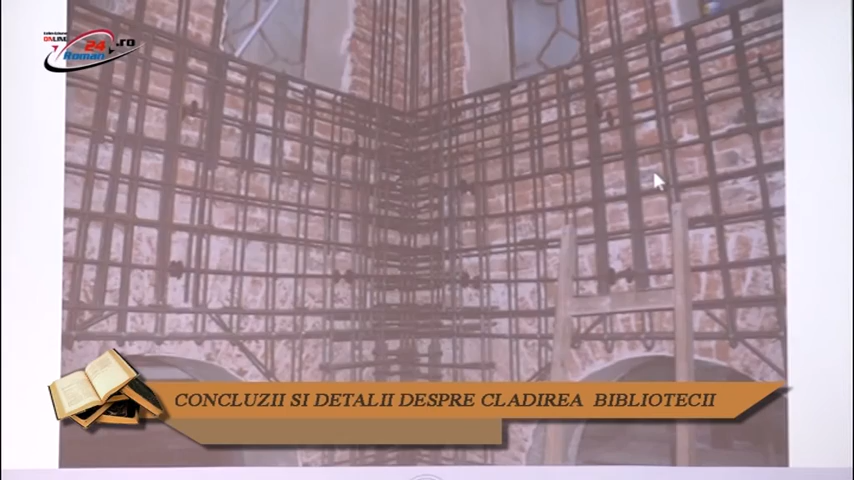 ONLINE
24.ro
Roman
CONCLUZII SI DETALII DESPRE CLADIREA BIBLIOTECII